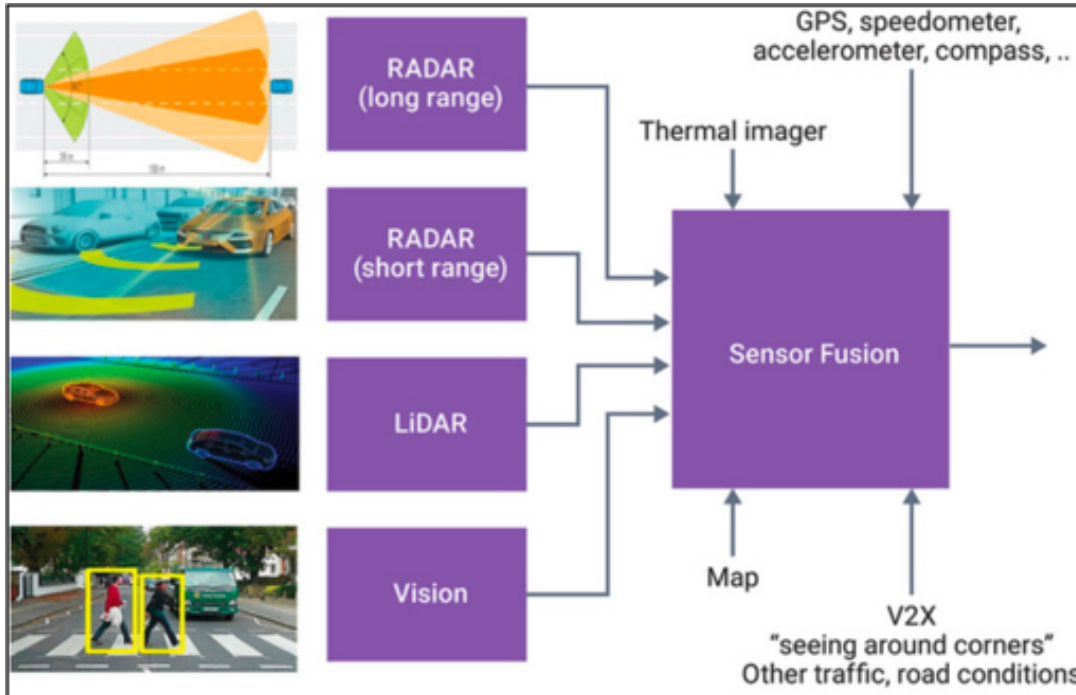 RADAR
(long range)
RADAR
(short range)
LiDAR
Vision
GPS, speedometer,
accelerometer, compass, ..
Thermal imager
Sensor Fusion
Map
V2X
“seeing around corners”
Other traffic, road conditions